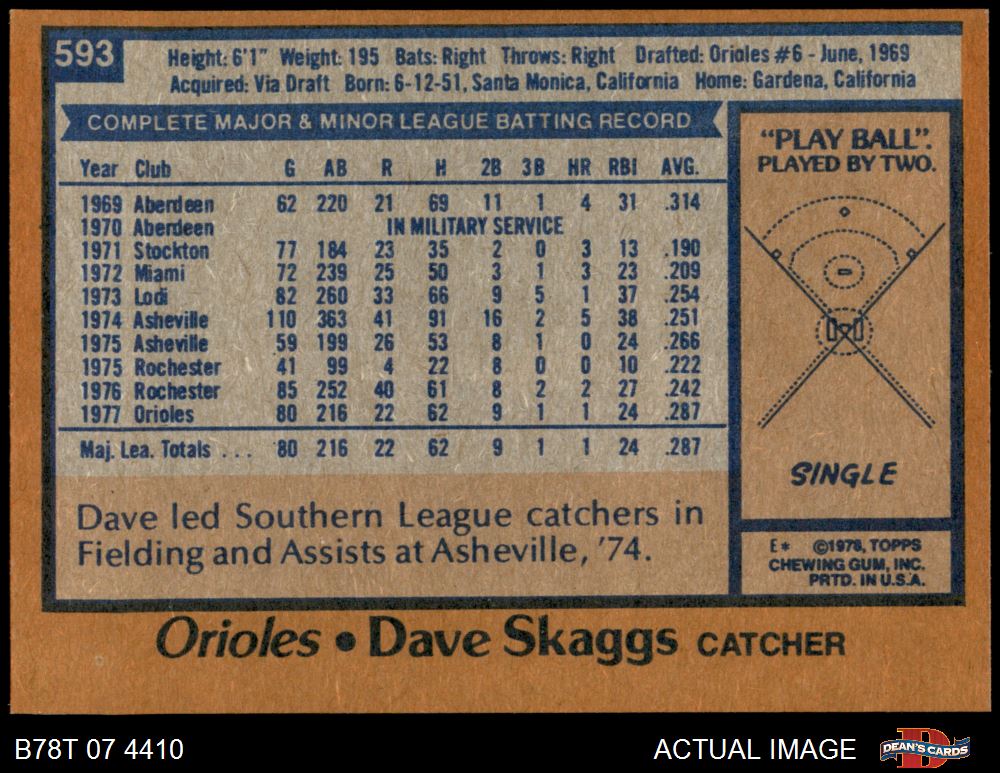 593
Height: 6'1" Weight: 195 Bats: Right Throws: Right Drafted: Orioles #6 - June, 1969
Acquired: Via Draft Born: 6-12-51, Santa Monica, California Home: Gardena, California
COMPLETE MAJOR & MINOR LEAGUE BATTING RECORD
Year Club G AB R H 2B 3B HR RBI AVG.
1969 Aberdeen 62 220 21 69 11 1 4 31 .314
1970 Aberdeen IN MILITARY SERVICE
1971 Stockton 77 184 23 35 2 0 3 13 .190
1972 Miami 72 239 25 50 3 1 3 23 .209
1973 Lodi 82 260 33 66 9 5 1 37 .254
1974 Asheville 110 363 41 91 16 2 5 38 .251
1975 Asheville 59 199 26 53 8 1 0 24 .266
1975 Rochester 41 99 4 22 8 0 0 10 .222
1976 Rochester 85 252 40 61 8 2 2 27 .242
1977 Orioles 80 216 22 62 9 1 1 24 .287
Maj. Lea. Totals . . . 80 216 22 62 9 1 1 24 .287
Dave led Southern League catchers in
Fielding and Assists at Asheville, '74.
"PLAY BALL".
PLAYED BY TWO.
SINGLE
E* ©1978, TOPPS
CHEWING GUM, INC.
PRTD. IN U.S.A.
Orioles • Dave Skaggs CATCHER
B78T 07 4410
ACTUAL IMAGE
DEAN'S CARDS